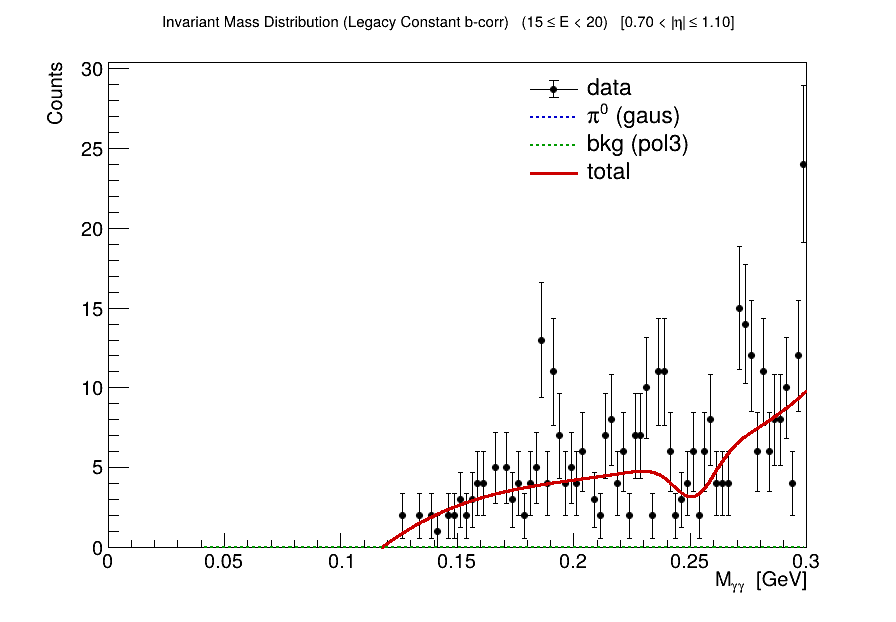 Invariant Mass Distribution (Legacy Constant b-corr) (15 ≤ E < 20) [0.70 < |η| ≤ 1.10]
Counts
30
25
20
15
10
5
0
data
π⁰ (gaus)
bkg (pol3)
total
0 0.05 0.1 0.15 0.2 0.25 0.3
Mγγ [GeV]